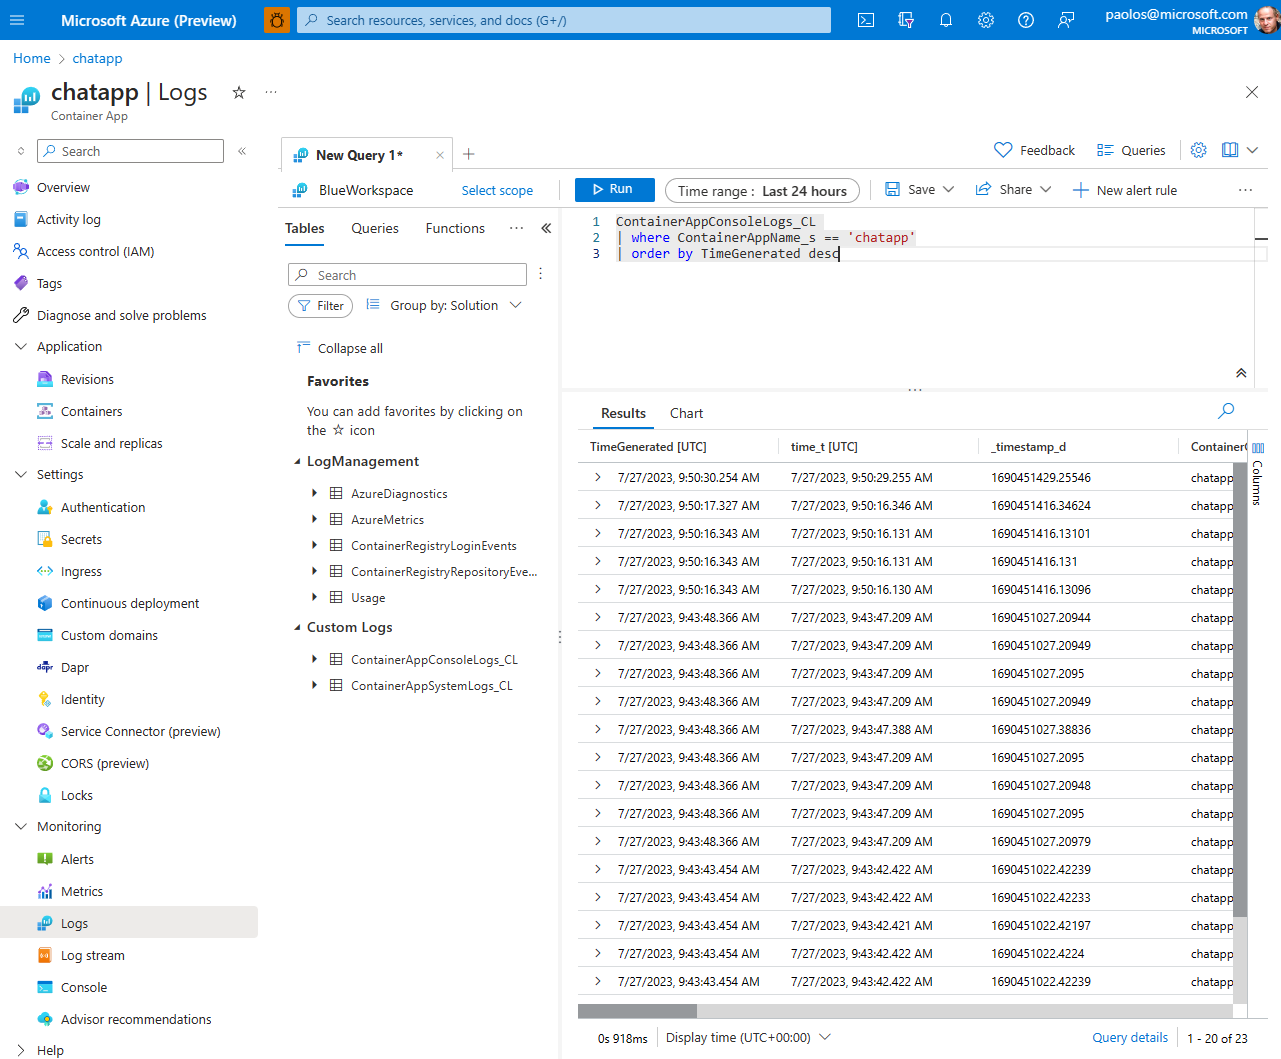 Microsoft Azure (Preview)
Search resources, services, and docs (G+/)
paolos@microsoft.com
MICROSOFT
Home > chatapp
chatapp | Logs
Container App
Search
Overview
Activity log
Access control (IAM)
Tags
Diagnose and solve problems
Application
Revisions
Containers
Scale and replicas
Settings
Authentication
Secrets
Ingress
Continuous deployment
Custom domains
dapr Dapr
Identity
Service Connector (preview)
CORS (preview)
Locks
Monitoring
Alerts
Metrics
Logs
Log stream
Console
Advisor recommendations
Help
New Query 1*
Feedback
Queries
BlueWorkspace
Select scope
Run
Time range : Last 24 hours
Save
Share
New alert rule
Tables Queries Functions
Search
Filter
Group by: Solution
Collapse all
Favorites
You can add favorites by clicking on
the ☆ icon
LogManagement
AzureDiagnostics
AzureMetrics
ContainerRegistryLoginEvents
ContainerRegistryRepositoryEve...
Usage
Custom Logs
ContainerAppConsoleLogs_CL
ContainerAppSystemLogs_CL
1 ContainerAppConsoleLogs_CL
2 | where ContainerAppName_s == 'chatapp'
3 | order by TimeGenerated desc
Results Chart
TimeGenerated [UTC] time_t [UTC] _timestamp_d Container
7/27/2023, 9:50:30.254 AM 7/27/2023, 9:50:29.255 AM 1690451429.25546 chatapp
7/27/2023, 9:50:17.327 AM 7/27/2023, 9:50:16.346 AM 1690451416.34624 chatapp
7/27/2023, 9:50:16.343 AM 7/27/2023, 9:50:16.131 AM 1690451416.13101 chatapp
7/27/2023, 9:50:16.343 AM 7/27/2023, 9:50:16.131 AM 1690451416.131 chatapp
7/27/2023, 9:50:16.343 AM 7/27/2023, 9:50:16.130 AM 1690451416.13096 chatapp
7/27/2023, 9:43:48.366 AM 7/27/2023, 9:43:47.209 AM 1690451027.20944 chatapp
7/27/2023, 9:43:48.366 AM 7/27/2023, 9:43:47.209 AM 1690451027.20949 chatapp
7/27/2023, 9:43:48.366 AM 7/27/2023, 9:43:47.209 AM 1690451027.2095 chatapp
7/27/2023, 9:43:48.366 AM 7/27/2023, 9:43:47.209 AM 1690451027.20949 chatapp
7/27/2023, 9:43:48.366 AM 7/27/2023, 9:43:47.388 AM 1690451027.38836 chatapp
7/27/2023, 9:43:48.366 AM 7/27/2023, 9:43:47.209 AM 1690451027.2095 chatapp
7/27/2023, 9:43:48.366 AM 7/27/2023, 9:43:47.209 AM 1690451027.20948 chatapp
7/27/2023, 9:43:48.366 AM 7/27/2023, 9:43:47.209 AM 1690451027.2095 chatapp
7/27/2023, 9:43:48.366 AM 7/27/2023, 9:43:47.209 AM 1690451027.20979 chatapp
7/27/2023, 9:43:43.454 AM 7/27/2023, 9:43:42.422 AM 1690451022.42239 chatapp
7/27/2023, 9:43:43.454 AM 7/27/2023, 9:43:42.422 AM 1690451022.42233 chatapp
7/27/2023, 9:43:43.454 AM 7/27/2023, 9:43:42.421 AM 1690451022.42197 chatapp
7/27/2023, 9:43:43.454 AM 7/27/2023, 9:43:42.422 AM 1690451022.4224 chatapp
7/27/2023, 9:43:43.454 AM 7/27/2023, 9:43:42.422 AM 1690451022.42239 chatapp
Columns
0s 918ms
Display time (UTC+00:00)
Query details
1 - 20 of 23